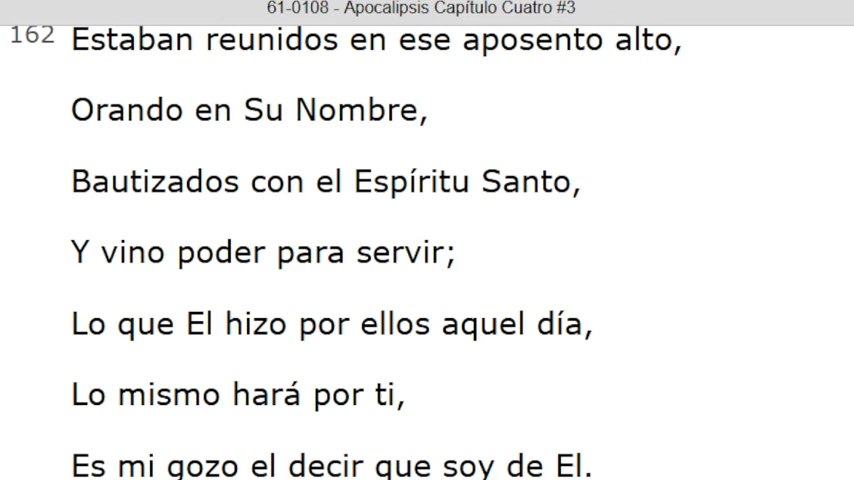 61-0108 - Apocalipsis Capítulo Cuatro #3
162 Estaban reunidos en ese aposento alto,
Orando en Su Nombre,
Bautizados con el Espíritu Santo,
Y vino poder para servir;
Lo que El hizo por ellos aquel día,
Lo mismo hará por ti,
Es mi gozo el decir que soy de El.